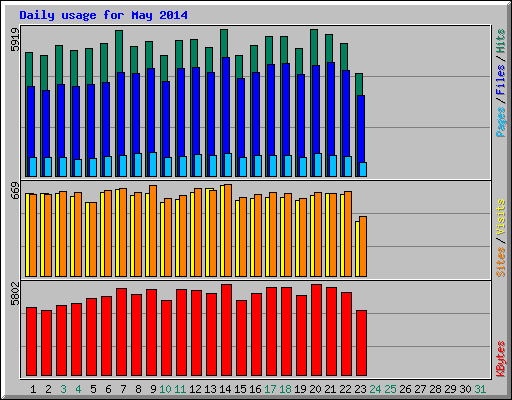 Daily usage for May 2014
5919
Pages / Files / Hits
669
Sites / Visits
5802
KBytes
1 2 3 4 5 6 7 8 9 10 11 12 13 14 15 16 17 18 19 20 21 22 23 24 25 26 27 28 29 30 31